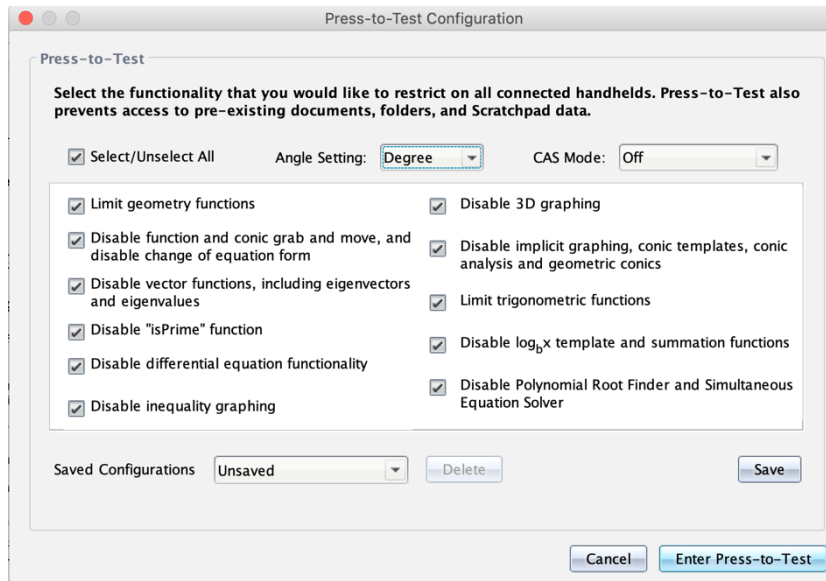 Press-to-Test Configuration
Press-to-Test
Select the functionality that you would like to restrict on all connected handhelds. Press-to-Test also
prevents access to pre-existing documents, folders, and Scratchpad data.
Select/Unselect All
Angle Setting: Degree
CAS Mode: Off
Limit geometry functions
Disable function and conic grab and move, and
disable change of equation form
Disable vector functions, including eigenvectors
and eigenvalues
Disable "isPrime" function
Disable differential equation functionality
Disable inequality graphing
Disable 3D graphing
Disable implicit graphing, conic templates, conic
analysis and geometric conics
Limit trigonometric functions
Disable log_bx template and summation functions
Disable Polynomial Root Finder and Simultaneous
Equation Solver
Saved Configurations Unsaved Delete Save
Cancel Enter Press-to-Test